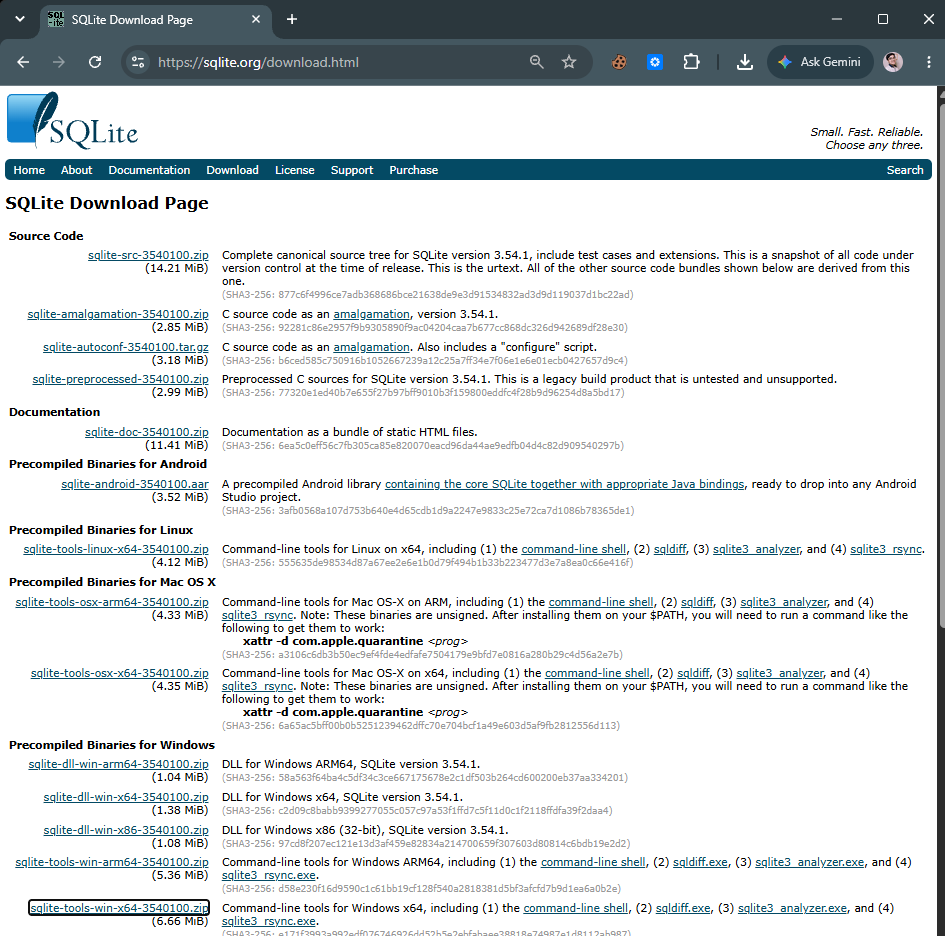 SQLite Download Page
https://sqlite.org/download.html
Ask Gemini
SQLite
Small. Fast. Reliable.
Choose any three.
Home About Documentation Download License Support Purchase Search
SQLite Download Page
Source Code
sqlite-src-3540100.zip
(14.21 MiB)
Complete canonical source tree for SQLite version 3.54.1, include test cases and extensions. This is a snapshot of all code under
version control at the time of release. This is the urtext. All of the other source code bundles shown below are derived from this
one.
(SHA3-256: 877c6f4996ce7adb368686bce21638de9e3d91534832ad3d9d119037d1bc22ad)
sqlite-amalgamation-3540100.zip
(2.85 MiB)
C source code as an amalgamation, version 3.54.1.
(SHA3-256: 92281c86e2957f9b9305890f9ac04204caa7b677cc868dc326d942689df28e30)
sqlite-autoconf-3540100.tar.gz
(3.18 MiB)
C source code as an amalgamation. Also includes a "configure" script.
(SHA3-256: b6ced585c750916b1052667239a12c25a7ff34e7f06e1e6e01ecb0427657d9c4)
sqlite-preprocessed-3540100.zip
(2.99 MiB)
Preprocessed C sources for SQLite version 3.54.1. This is a legacy build product that is untested and unsupported.
(SHA3-256: 77320e1ed40b7e655f27b97bff9010b3f159800eddfc4f28b9d96254d8a5bd17)
Documentation
sqlite-doc-3540100.zip
(11.41 MiB)
Documentation as a bundle of static HTML files.
(SHA3-256: 6ea5c0eff56c7fb305ca85e820070eacd96da44ae9edfb04d4c82d909540297b)
Precompiled Binaries for Android
sqlite-android-3540100.aar
(3.52 MiB)
A precompiled Android library containing the core SQLite together with appropriate Java bindings, ready to drop into any Android
Studio project.
(SHA3-256: 3afb0568a107d753b640e4d65cdb1d9a2247e9833c25e72ca7d1086b78365de1)
Precompiled Binaries for Linux
sqlite-tools-linux-x64-3540100.zip
(4.12 MiB)
Command-line tools for Linux on x64, including (1) the command-line shell, (2) sqldiff, (3) sqlite3_analyzer, and (4) sqlite3_rsync.
(SHA3-256: 555635de98534d87a67ee2e6e1b0d79f494b1b33b223477d3e7a8ea0c66e416f)
Precompiled Binaries for Mac OS X
sqlite-tools-osx-arm64-3540100.zip
(4.33 MiB)
Command-line tools for Mac OS-X on ARM, including (1) the command-line shell, (2) sqldiff, (3) sqlite3_analyzer, and (4)
sqlite3_rsync. Note: These binaries are unsigned. After installing them on your $PATH, you will need to run a command like the
following to get them to work:
xattr -d com.apple.quarantine <prog>
(SHA3-256: a3106c6db3b50ec9ef4fde4edfafe7504179e9bfd7e0816a280b29c4d56a2e7b)
sqlite-tools-osx-x64-3540100.zip
(4.35 MiB)
Command-line tools for Mac OS-X on x64, including (1) the command-line shell, (2) sqldiff, (3) sqlite3_analyzer, and (4)
sqlite3_rsync. Note: These binaries are unsigned. After installing them on your $PATH, you will need to run a command like the
following to get them to work:
xattr -d com.apple.quarantine <prog>
(SHA3-256: 6a65ac5bff00b0b5251239462dffc70e704bcf1a49e603d5af9fb2812556d113)
Precompiled Binaries for Windows
sqlite-dll-win-arm64-3540100.zip
(1.04 MiB)
DLL for Windows ARM64, SQLite version 3.54.1.
(SHA3-256: 58a563f64ba4c5df34c3ce667175678e2c1df503b264cd600200eb37aa334201)
sqlite-dll-win-x64-3540100.zip
(1.38 MiB)
DLL for Windows x64, SQLite version 3.54.1.
(SHA3-256: c2d09c8babb9399277055c057c97a53f1ffd7c5f11d0c1f2118ffdfa39f2daa4)
sqlite-dll-win-x86-3540100.zip
(1.08 MiB)
DLL for Windows x86 (32-bit), SQLite version 3.54.1.
(SHA3-256: 97cd8f207ec121e13d3af459e82834a214700659f307603d80814c6bdb19e2d2)
sqlite-tools-win-arm64-3540100.zip
(5.36 MiB)
Command-line tools for Windows ARM64, including (1) the command-line shell, (2) sqldiff.exe, (3) sqlite3_analyzer.exe, and (4)
sqlite3_rsync.exe.
(SHA3-256: d58e230f16d9590c1c61bb19cf128f540a2818381d5bf3afcfd7b9d1ea6a0b2e)
sqlite-tools-win-x64-3540100.zip
(6.66 MiB)
Command-line tools for Windows x64, including (1) the command-line shell, (2) sqldiff.exe, (3) sqlite3_analyzer.exe, and (4)
sqlite3_rsync.exe.